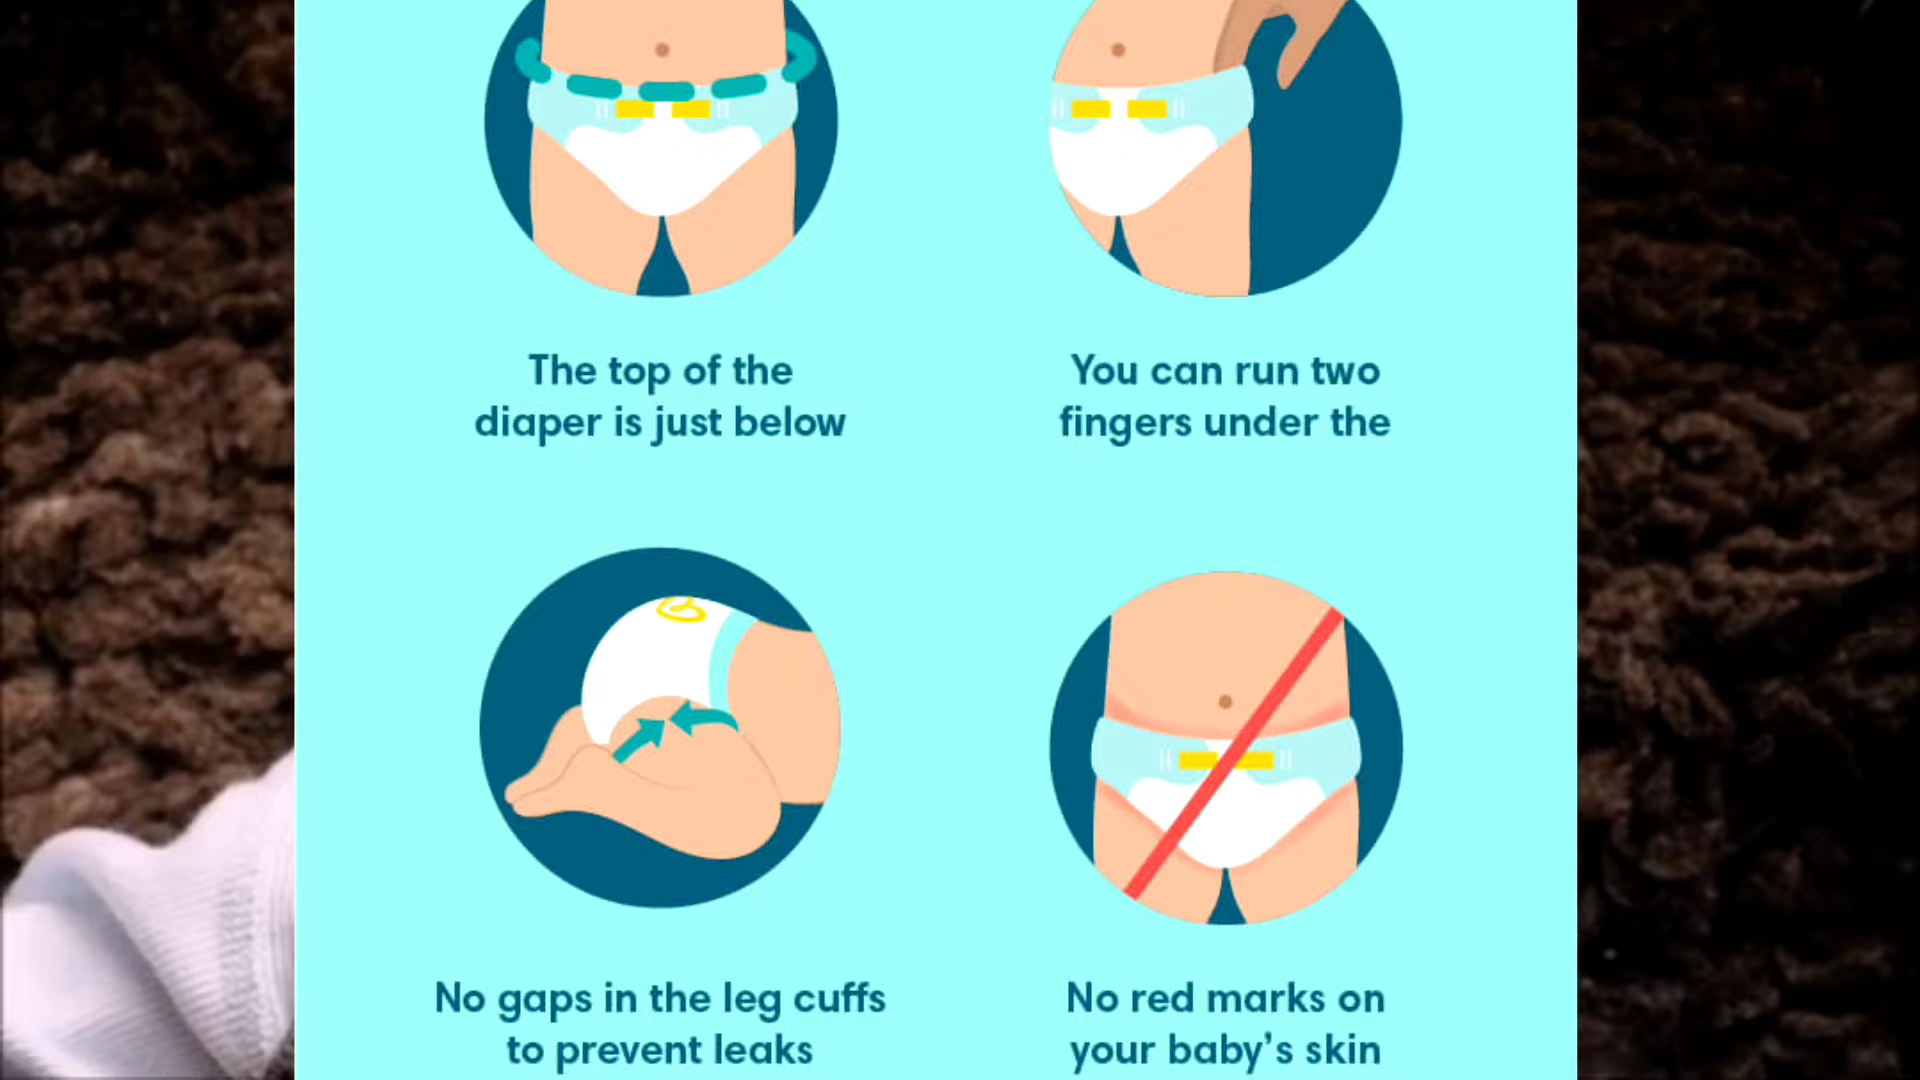 The top of the
diaper is just below
You can run two
fingers under the
No gaps in the leg cuffs
to prevent leaks
No red marks on
your baby's skin